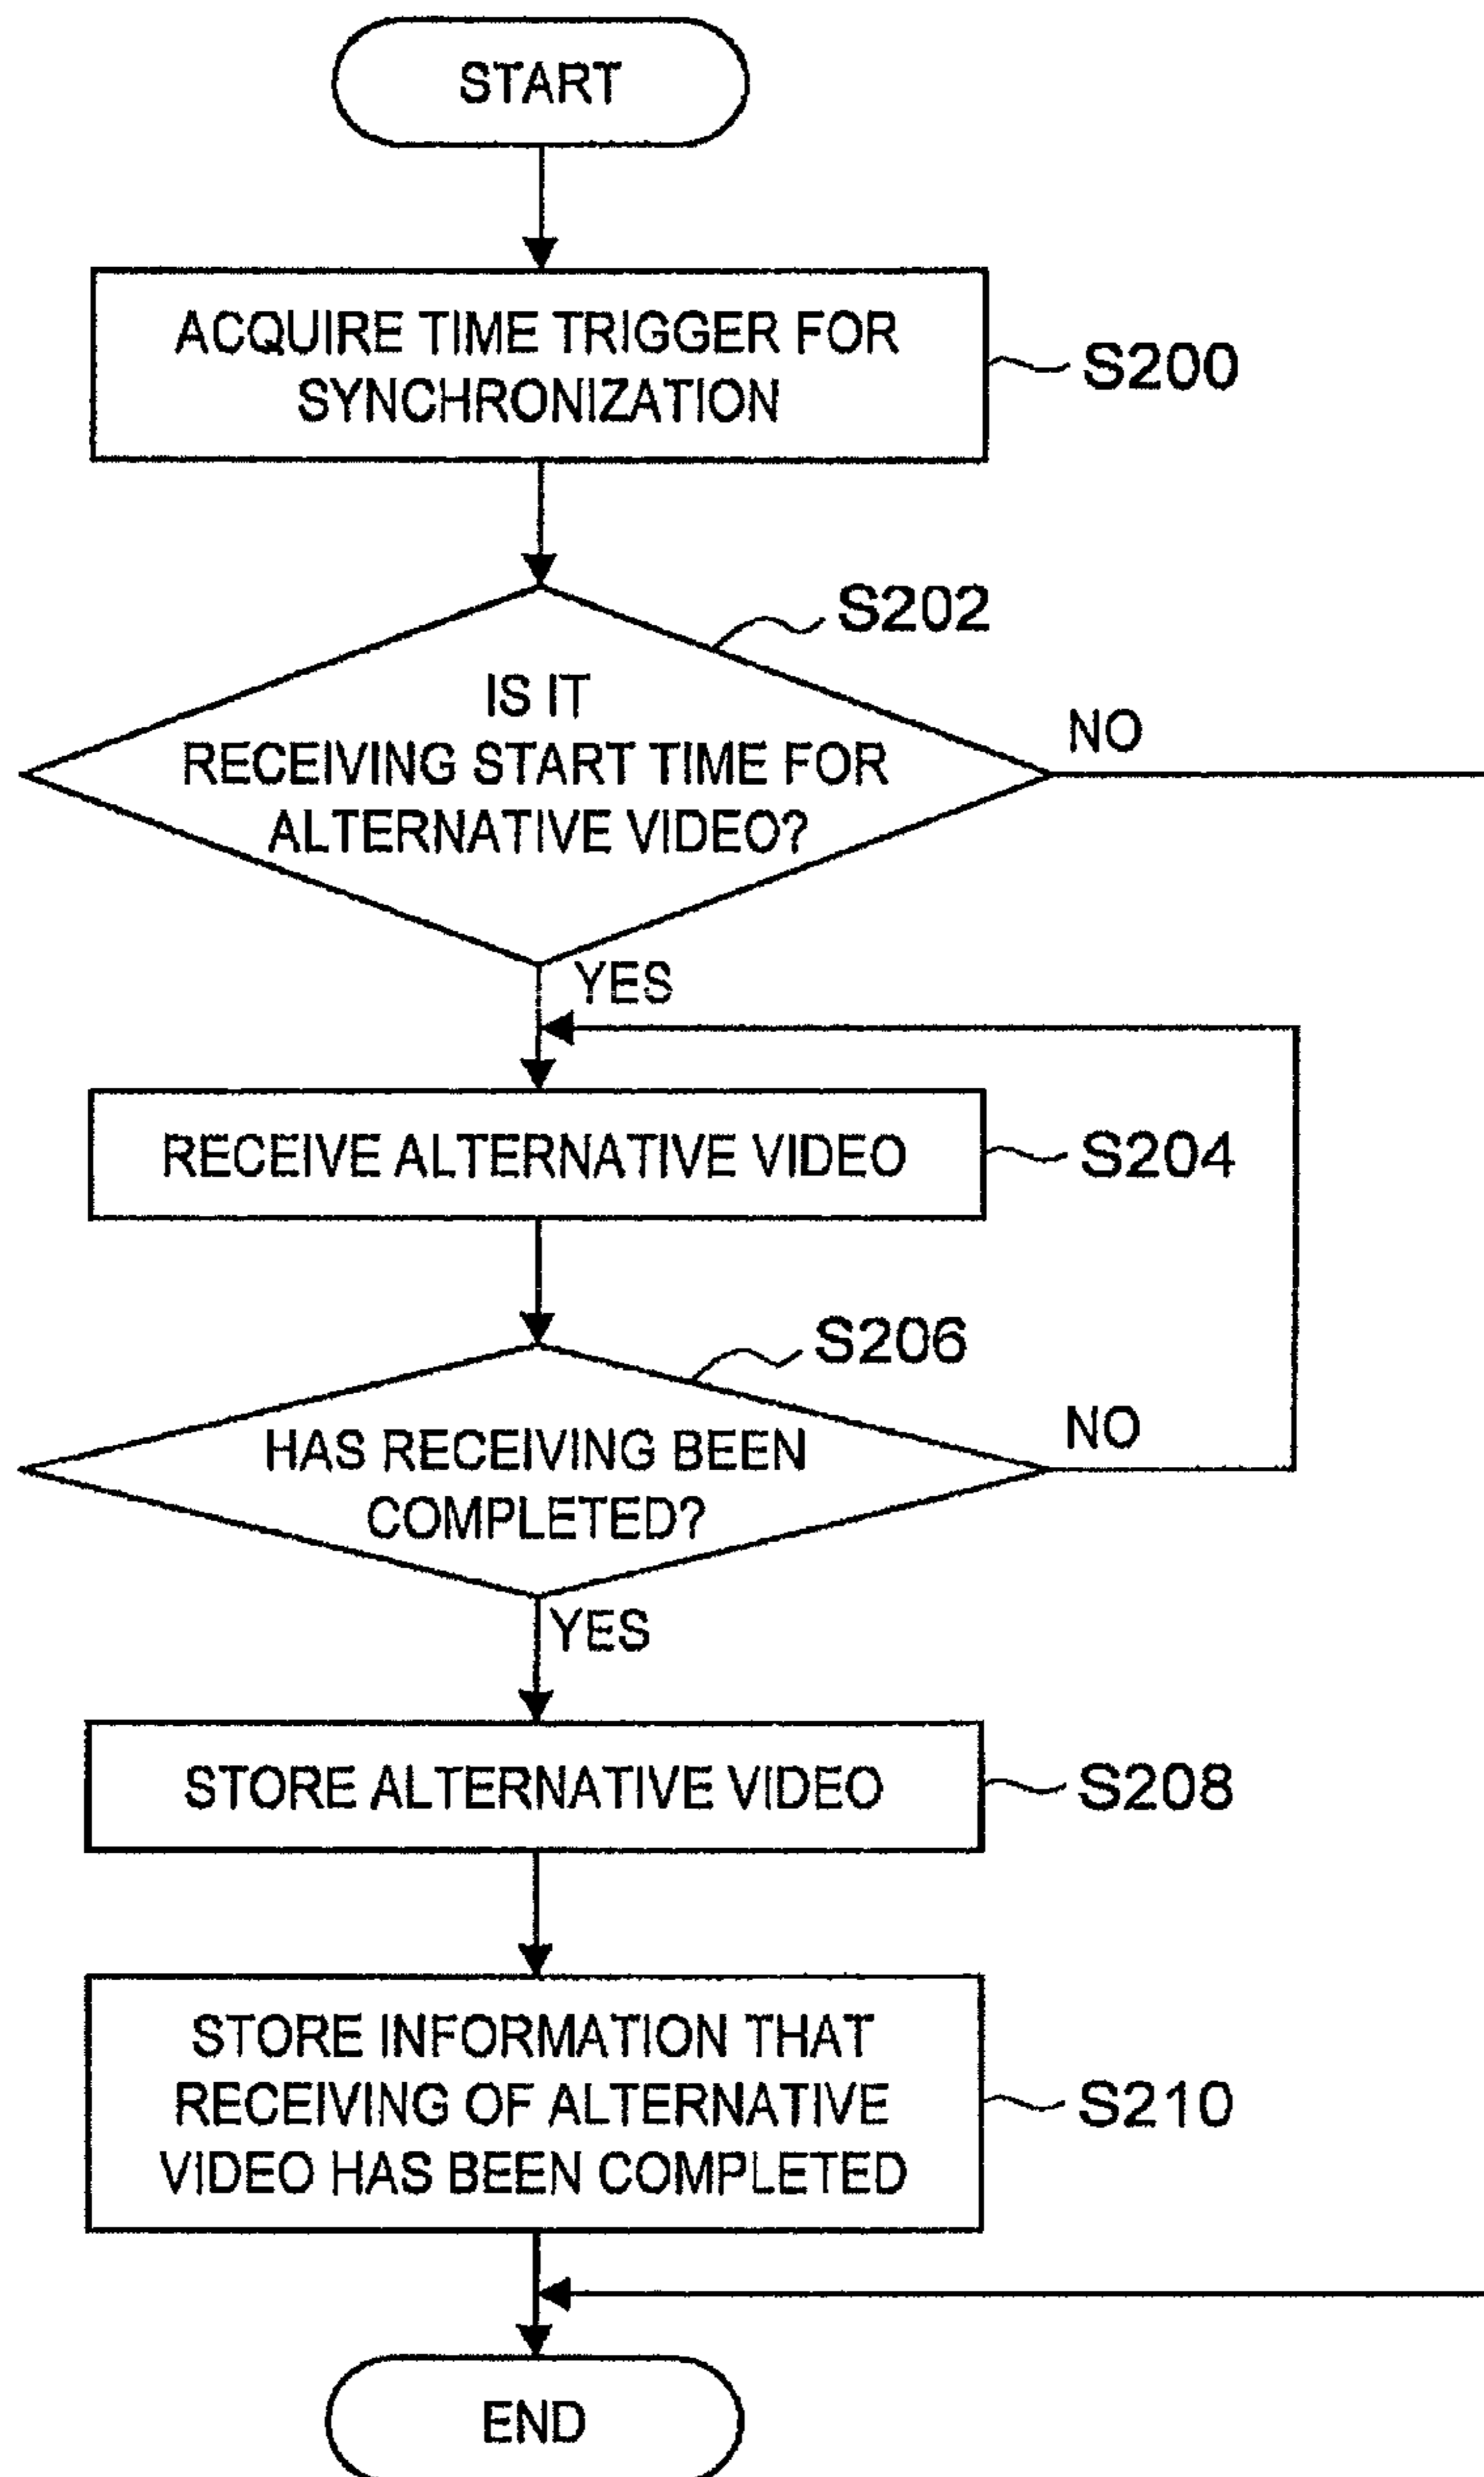 START
ACQUIRE TIME TRIGGER FOR
SYNCHRONIZATION
S200
S202
IS IT
RECEIVING START TIME FOR
ALTERNATIVE VIDEO?
NO
YES
RECEIVE ALTERNATIVE VIDEO
S204
S206
HAS RECEIVING BEEN
COMPLETED?
NO
YES
STORE ALTERNATIVE VIDEO
S208
STORE INFORMATION THAT
RECEIVING OF ALTERNATIVE
VIDEO HAS BEEN COMPLETED
S210
END